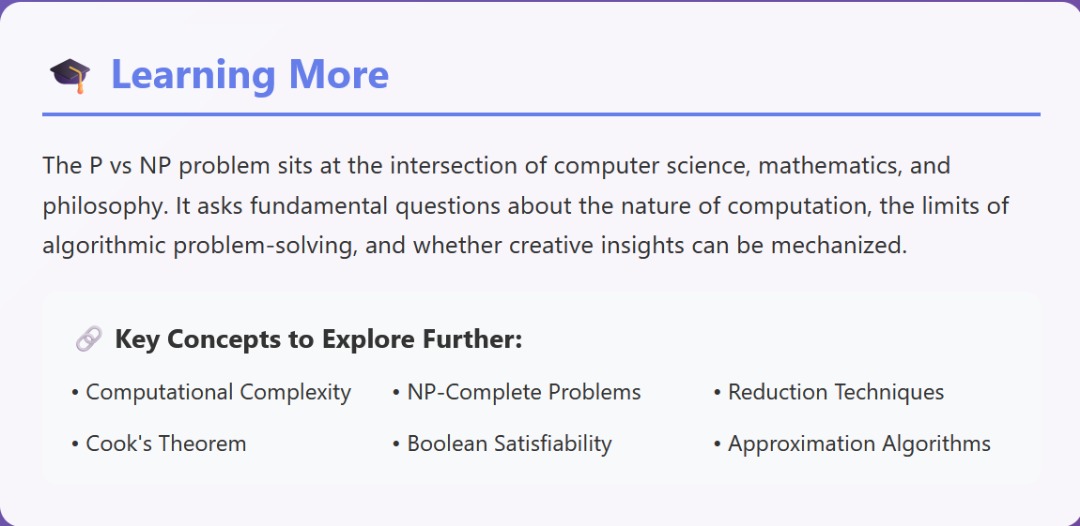 🎓 Learning More
The P vs NP problem sits at the intersection of computer science, mathematics, and
philosophy. It asks fundamental questions about the nature of computation, the limits of
algorithmic problem-solving, and whether creative insights can be mechanized.
🔗 Key Concepts to Explore Further:
• Computational Complexity • NP-Complete Problems • Reduction Techniques
• Cook's Theorem • Boolean Satisfiability • Approximation Algorithms